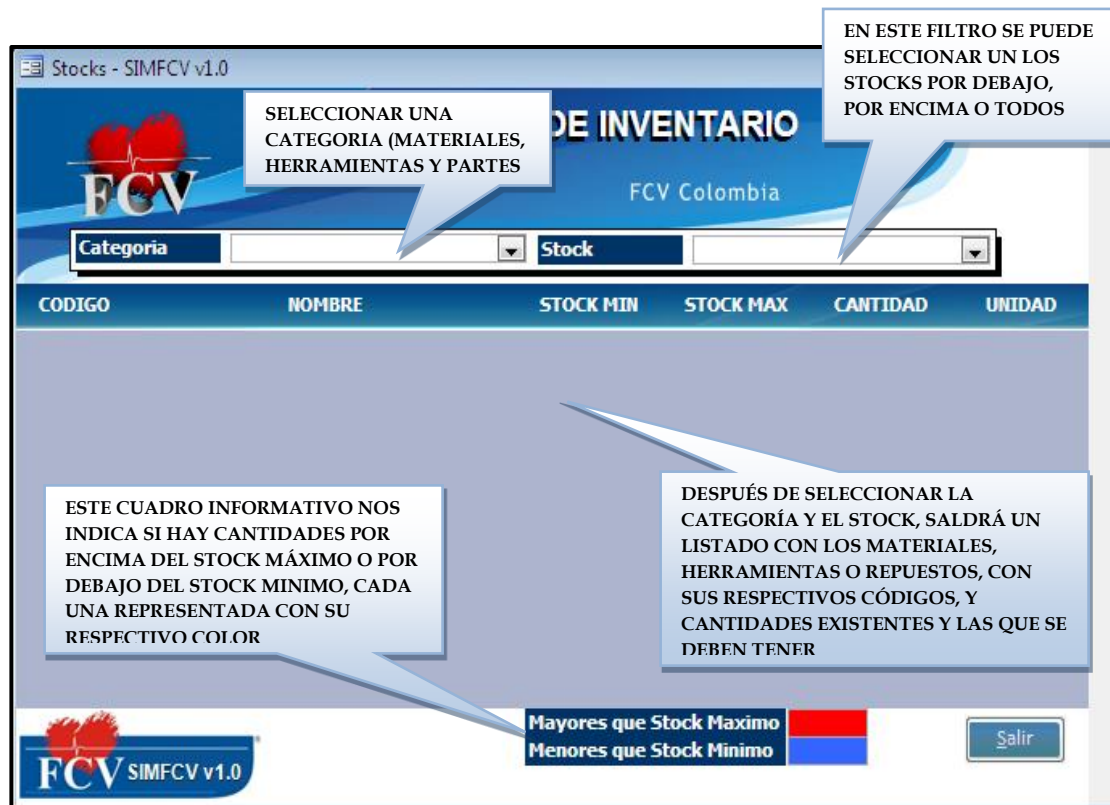 EN ESTE FILTRO SE PUEDE
SELECCIONAR UN LOS
STOCKS POR DEBAJO,
POR ENCIMA O TODOS
Stocks - SIMFCV v1.0
SELECCIONAR UNA
CATEGORIA (MATERIALES,
HERRAMIENTAS Y PARTES
DE INVENTARIO
FCV
FCV Colombia
Categoria
Stock
CODIGO NOMBRE STOCK MIN STOCK MAX CANTIDAD UNIDAD
ESTE CUADRO INFORMATIVO NOS
INDICA SI HAY CANTIDADES POR
ENCIMA DEL STOCK MÁXIMO O POR
DEBAJO DEL STOCK MINIMO, CADA
UNA REPRESENTADA CON SU
RESPECTIVO COLOR
DESPUÉS DE SELECCIONAR LA
CATEGORÍA Y EL STOCK, SALDRÁ UN
LISTADO CON LOS MATERIALES,
HERRAMIENTAS O REPUESTOS, CON
SUS RESPECTIVOS CÓDIGOS, Y
CANTIDADES EXISTENTES Y LAS QUE SE
DEBEN TENER
Mayores que Stock Maximo
Menores que Stock Minimo
Salir
FCV SIMFCV v1.0